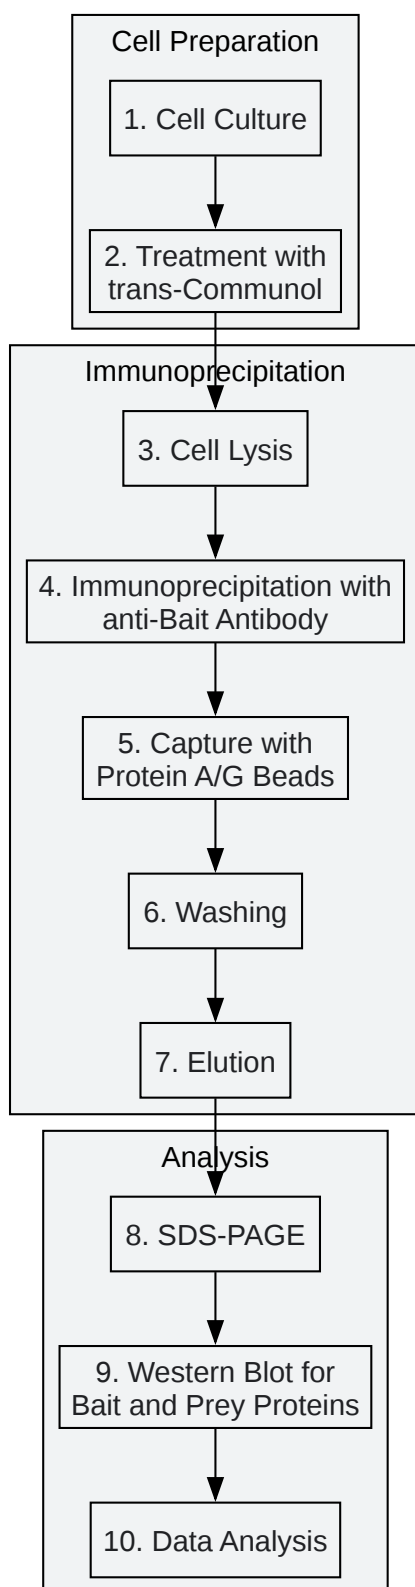 Cell Preparation
1. Cell Culture
2. Treatment with
trans-Communol
Immunoprecipitation
3. Cell Lysis
4. Immunoprecipitation with
anti-Bait Antibody
5. Capture with
Protein A/G Beads
6. Washing
7. Elution
Analysis
8. SDS-PAGE
9. Western Blot for
Bait and Prey Proteins
10. Data Analysis